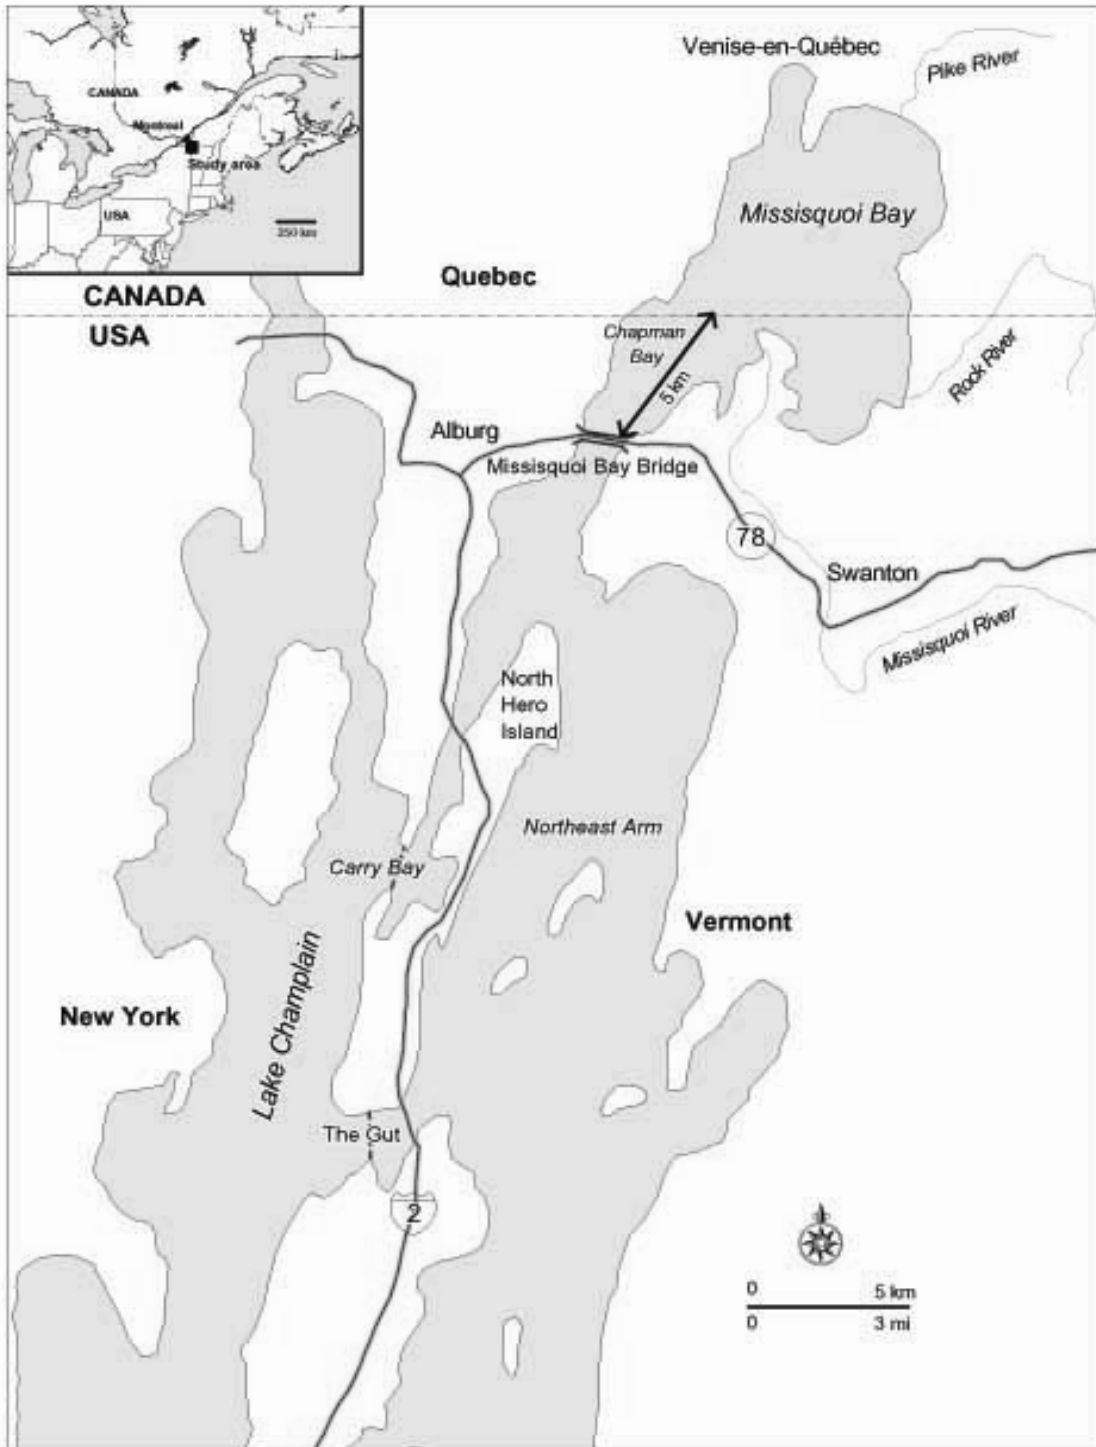 CANADA
Montreal
Study area
USA
250 km
Venise-en-Québec
Pike River
Missisquoi Bay
Quebec
CANADA
USA
Chapman
Bay
5 km
Rock River
Alburg
Missisquoi Bay Bridge
78
Swanton
Missisquoi River
North
Hero
Island
Northeast Arm
Carry Bay
Vermont
Lake Champlain
New York
The Gut
2
0 5 km
0 3 mi